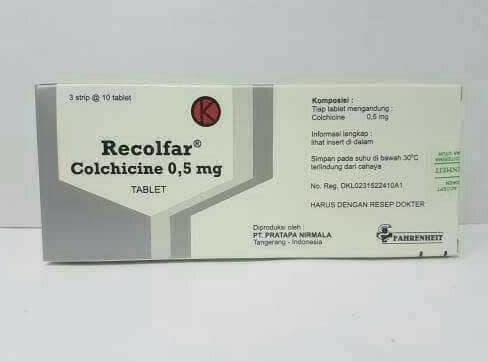 3 strip @ 10 tablet
K
Recolfar®
Colchicine 0,5 mg
TABLET
Komposisi :
Tiap tablet mengandung :
Colchicine 0,5 mg
Informasi lengkap :
lihat insert di dalam
Simpan pada suhu di bawah 30°C
terlindung dari cahaya
No. Reg. DKL0231522410A1
HARUS DENGAN RESEP DOKTER
Diproduksi oleh :
PT. PRATAPA NIRMALA
Tangerang - Indonesia
FAHRENHEIT